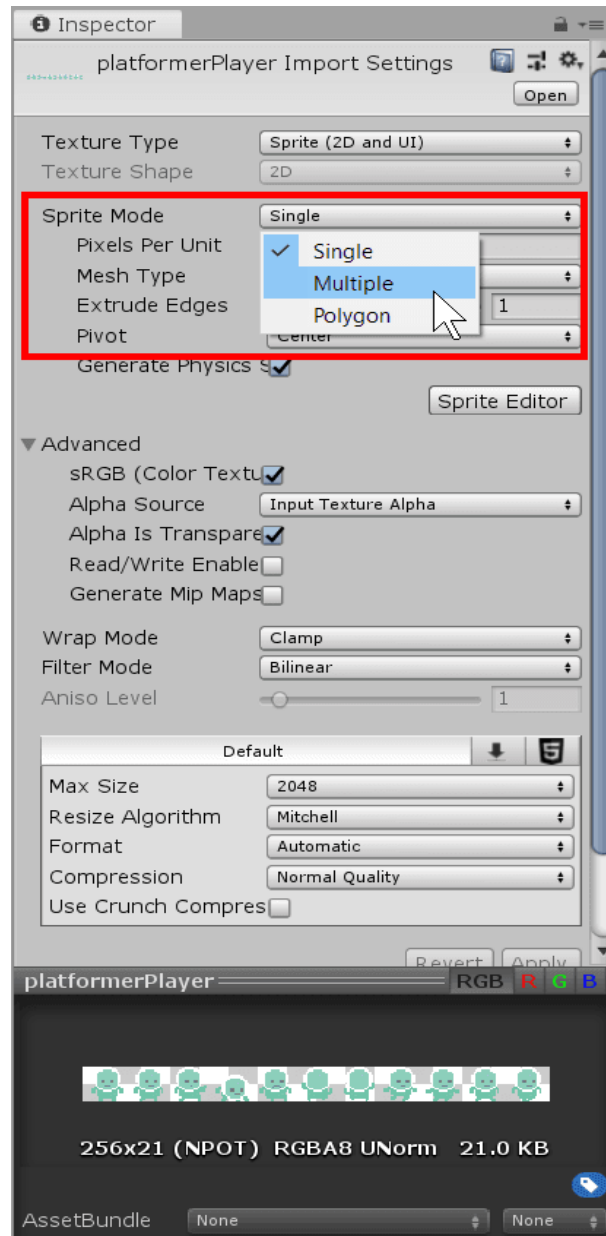 Inspector
platformerPlayer Import Settings
Open
Texture Type Sprite (2D and UI)
Texture Shape 2D
Sprite Mode Single
Pixels Per Unit
Single
Mesh Type
Multiple
Extrude Edges 1
Polygon
Pivot Center
Generate Physics S
Sprite Editor
Advanced
sRGB (Color Textu
Alpha Source Input Texture Alpha
Alpha Is Transpare
Read/Write Enable
Generate Mip Maps
Wrap Mode Clamp
Filter Mode Bilinear
Aniso Level 1
Default
Max Size 2048
Resize Algorithm Mitchell
Format Automatic
Compression Normal Quality
Use Crunch Compres
Revert Apply
platformerPlayer RGB R G B
256x21 (NPOT) RGBA8 UNorm 21.0 KB
AssetBundle None None